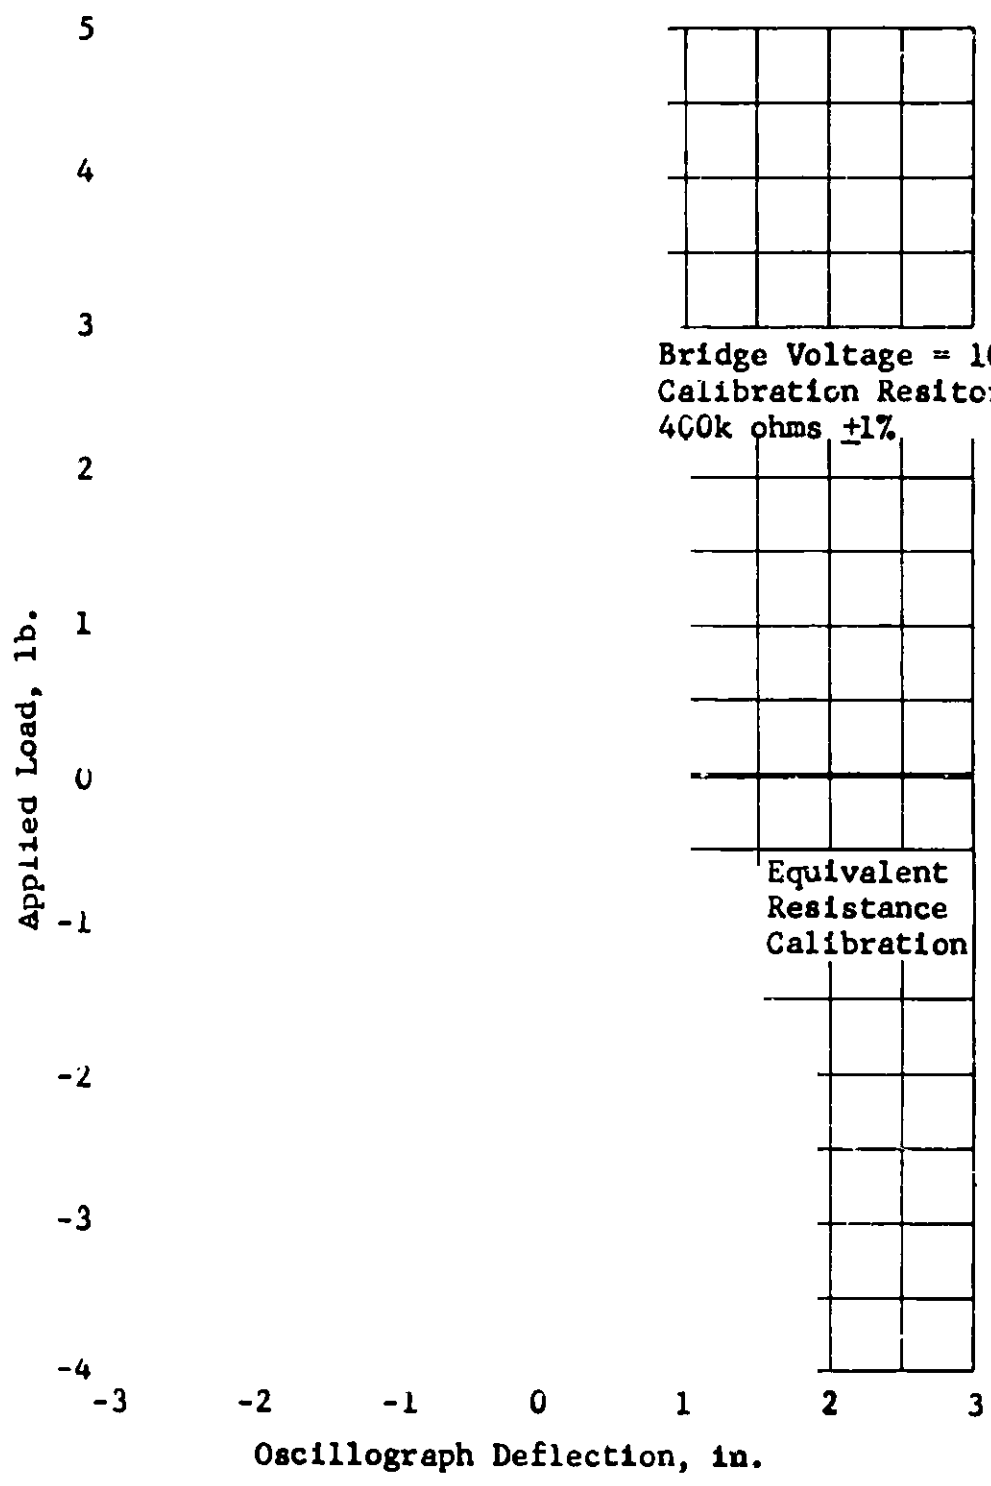 5
4
3
Bridge Voltage = 10
Calibration Resitor
400k ohms ±1%
2
1
0
Equivalent
Resistance
Calibration
-1
-2
-3
-4
Applied Load, lb.
-3 -2 -1 0 1 2 3
Oscillograph Deflection, in.